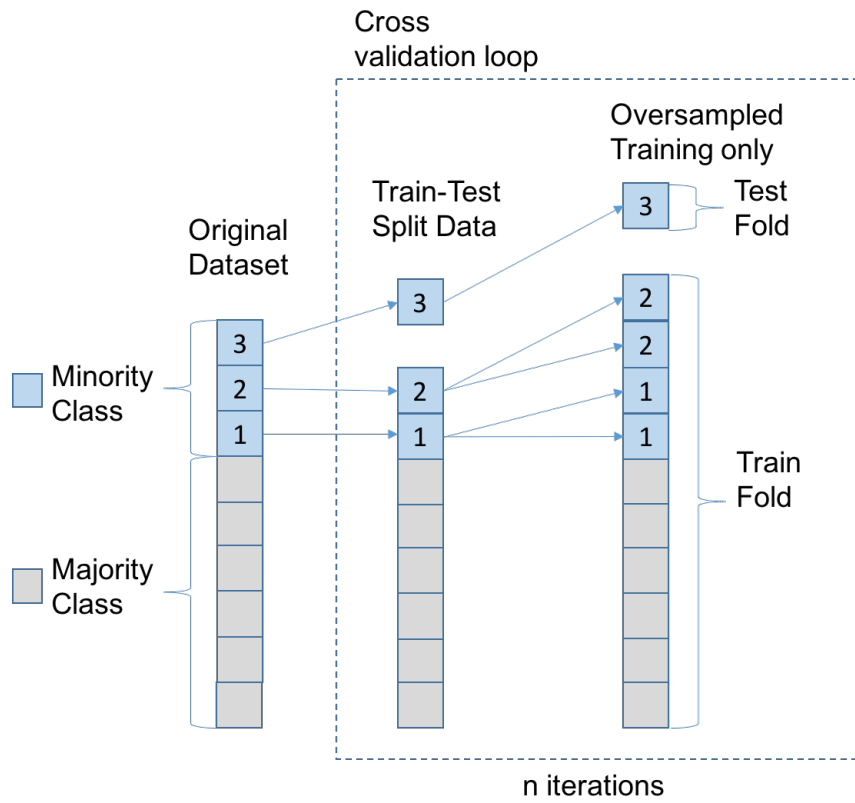 Cross
validation loop
Oversampled
Training only
Train-Test
Split Data
Original
Dataset
3
Test
Fold
3
2
3
2
Minority
Class
2
2
1
1
1
1
Train
Fold
Majority
Class
n iterations